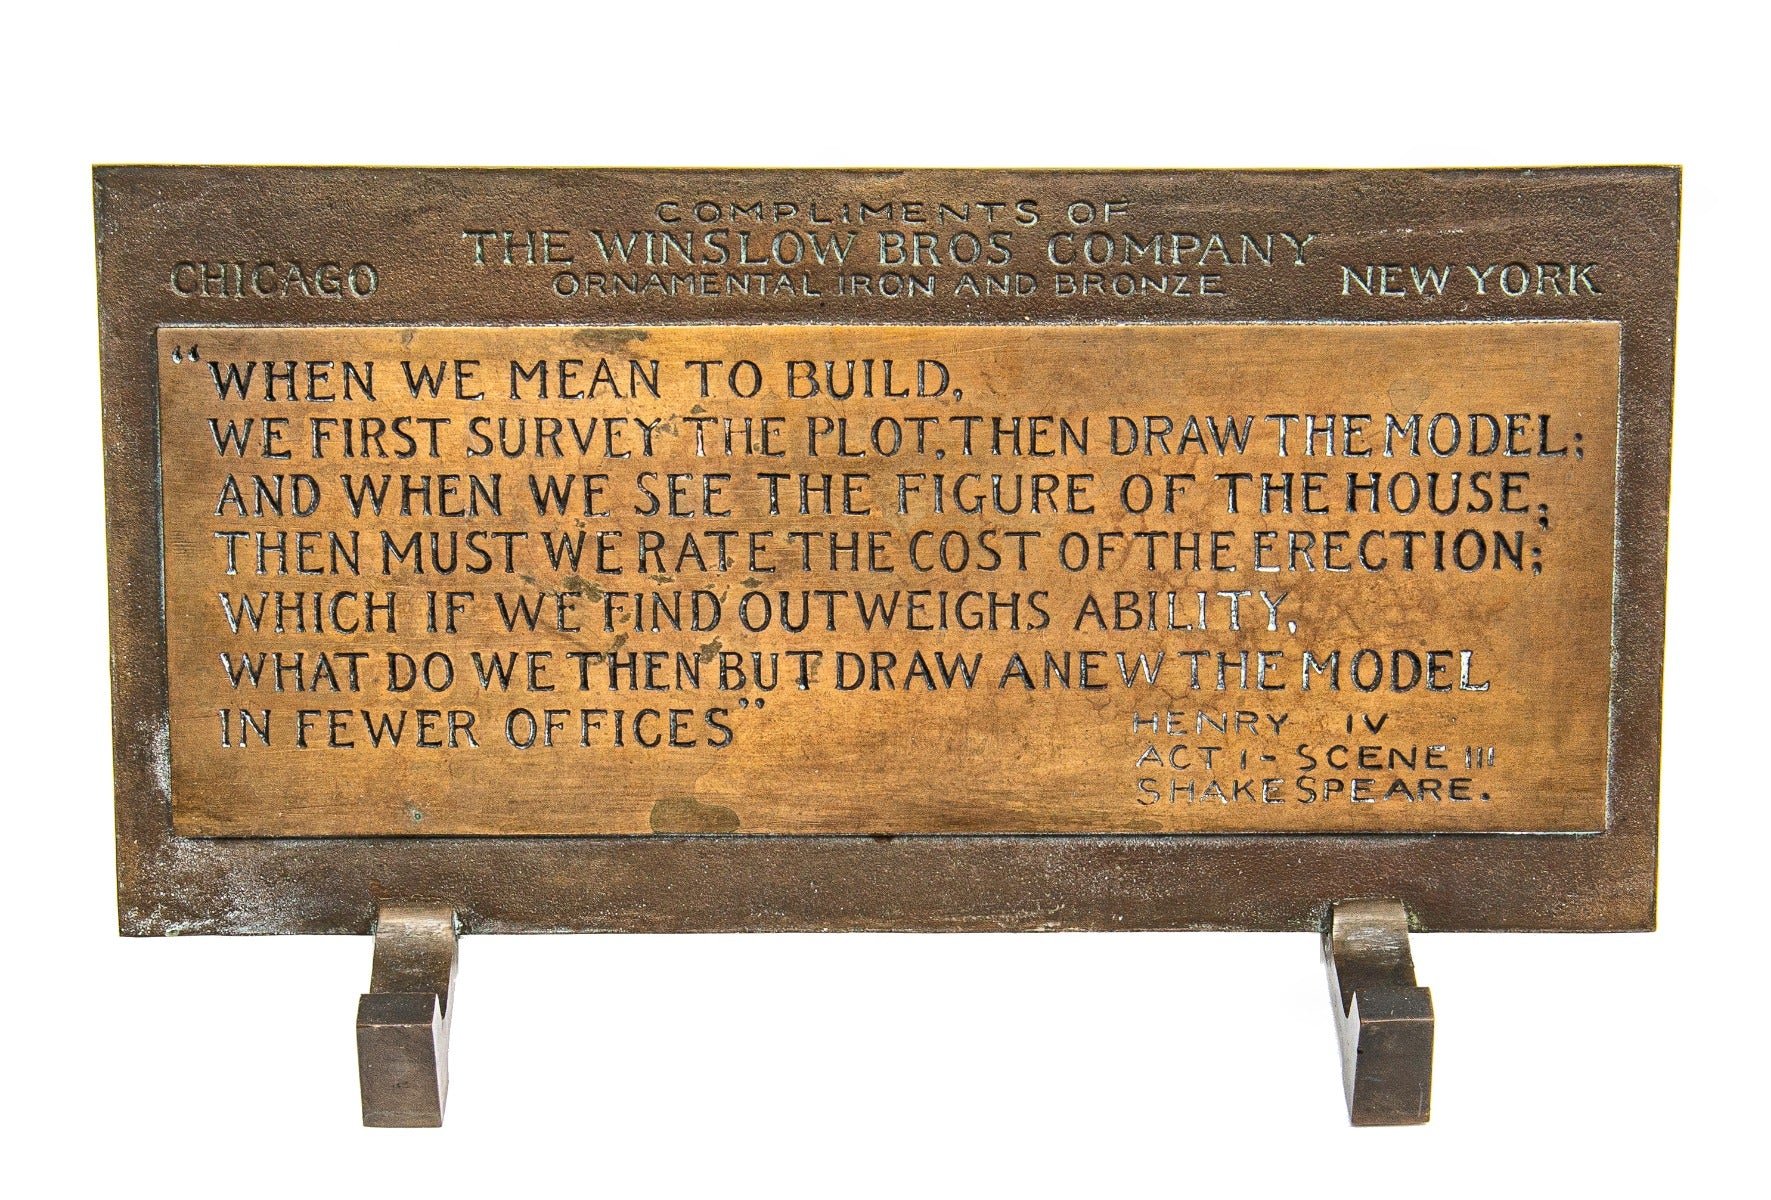 COMPLIMENTS OF
THE WINSLOW BROS COMPANY
CHICAGO ORNAMENTAL IRON AND BRONZE NEW YORK
“WHEN WE MEAN TO BUILD,
WE FIRST SURVEY THE PLOT, THEN DRAW THE MODEL;
AND WHEN WE SEE THE FIGURE OF THE HOUSE,
THEN MUST WE RATE THE COST OF THE ERECTION;
WHICH IF WE FIND OUTWEIGHS ABILITY,
WHAT DO WE THEN BUT DRAW ANEW THE MODEL
IN FEWER OFFICES”
HENRY IV
ACT I - SCENE III
SHAKESPEARE.